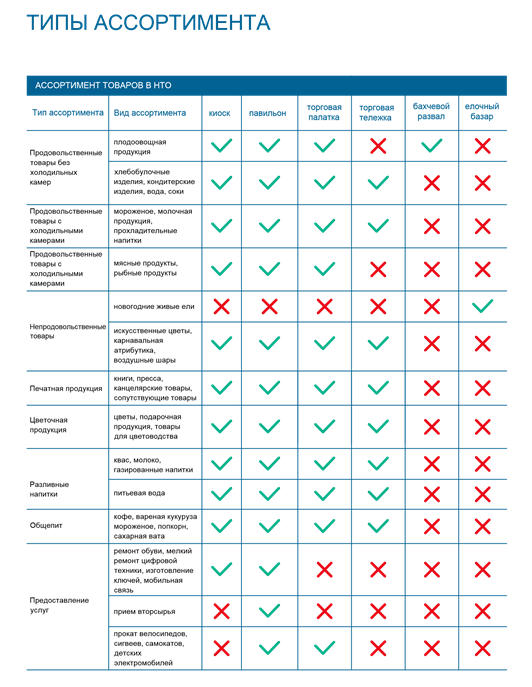 ТИПЫ АССОРТИМЕНТА
АССОРТИМЕНТ ТОВАРОВ В НТО
Тип ассортимента
Вид ассортимента
киоск
павильон
торговая
палатка
торговая
тележка
бахчевой
развал
елочный
базар
Продовольственные
товары без
холодильных
камер
плодоовощная
продукция
хлебобулочные
изделия, кондитерские
изделия, вода, соки
Продовольственные
товары с
холодильными
камерами
мороженое, молочная
продукция,
прохладительные
напитки
Продовольственные
товары с
холодильными
камерами
мясные продукты,
рыбные продукты
Непродовольственные
товары
новогодние живые ели
искусственные цветы,
карнавальная
атрибутика,
воздушные шары
Печатная продукция
книги, пресса,
канцелярские товары,
сопутствующие товары
Цветочная
продукция
цветы, подарочная
продукция, товары
для цветоводства
Разливные
напитки
квас, молоко,
газированные напитки
питьевая вода
Общепит
кофе, вареная кукуруза
мороженое, попкорн,
сахарная вата
Предоставление
услуг
ремонт обуви, мелкий
ремонт цифровой
техники, изготовление
ключей, мобильная
связь
прием вторсырья
прокат велосипедов,
сигвеев, самокатов,
детских
электромобилей